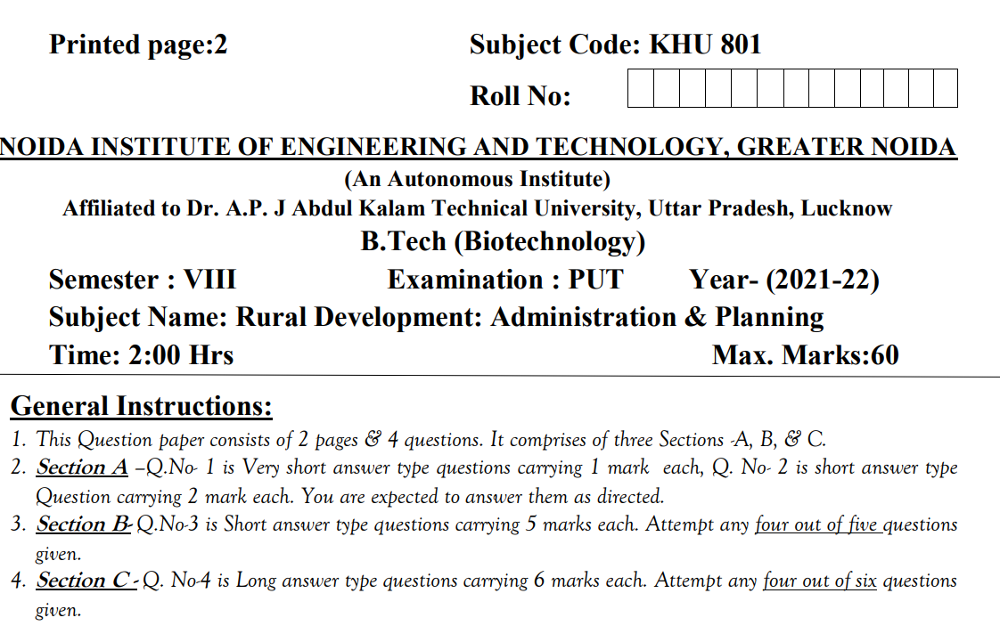 Printed page:2 Subject Code: KHU 801
Roll No:
NOIDA INSTITUTE OF ENGINEERING AND TECHNOLOGY, GREATER NOIDA
(An Autonomous Institute)
Affiliated to Dr. A.P. J Abdul Kalam Technical University, Uttar Pradesh, Lucknow
B.Tech (Biotechnology)
Semester : VIII Examination : PUT Year- (2021-22)
Subject Name: Rural Development: Administration & Planning
Time: 2:00 Hrs Max. Marks:60
General Instructions:
1. This Question paper consists of 2 pages & 4 questions. It comprises of three Sections -A, B, & C.
2. Section A –Q.No- 1 is Very short answer type questions carrying 1 mark each, Q. No- 2 is short answer type
Question carrying 2 mark each. You are expected to answer them as directed.
3. Section B-Q.No-3 is Short answer type questions carrying 5 marks each. Attempt any four out of five questions
given.
4. Section C -Q. No-4 is Long answer type questions carrying 6 marks each. Attempt any four out of six questions
given.